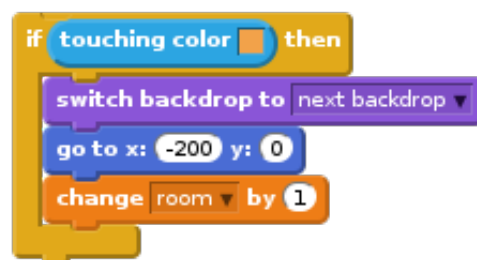 if touching color then
switch backdrop to next backdrop
go to x: -200 y: 0
change room by 1